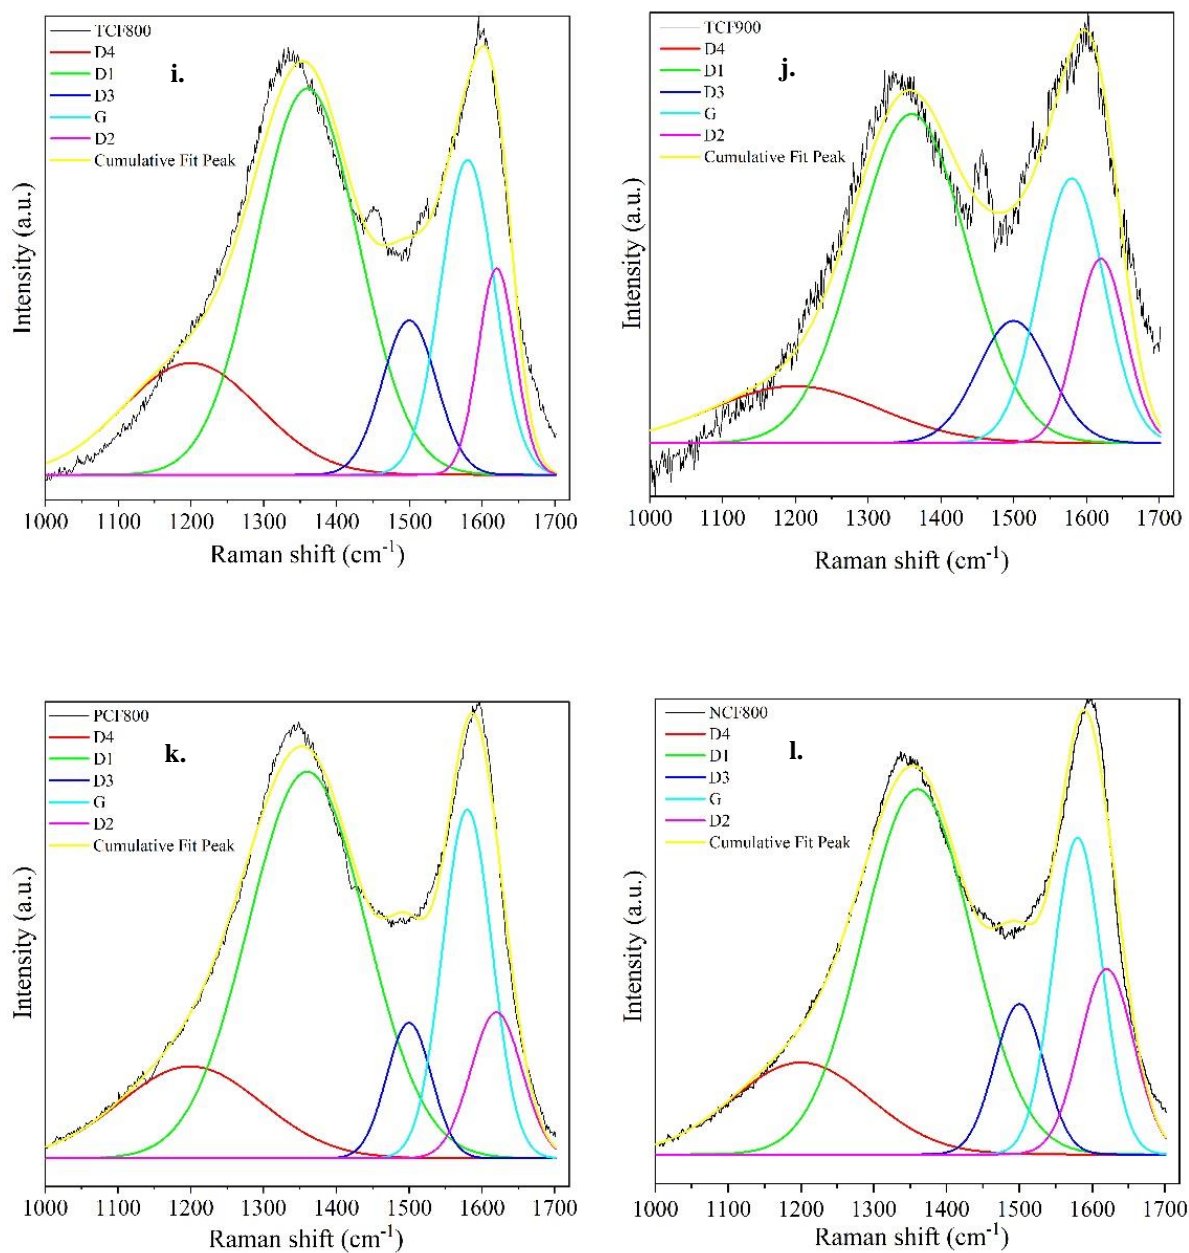 TCF800
D4
D1
D3
G
D2
Cumulative Fit Peak
i.
Intensity (a.u.)
1000 1100 1200 1300 1400 1500 1600 1700
Raman shift (cm⁻¹)
TCF900
D4
D1
D3
G
D2
Cumulative Fit Peak
j.
Intensity (a.u.)
1000 1100 1200 1300 1400 1500 1600 1700
Raman shift (cm⁻¹)
PCF800
D4
D1
D3
G
D2
Cumulative Fit Peak
k.
Intensity (a.u.)
1000 1100 1200 1300 1400 1500 1600 1700
Raman shift (cm⁻¹)
NCF800
D4
D1
D3
G
D2
Cumulative Fit Peak
l.
Intensity (a.u.)
1000 1100 1200 1300 1400 1500 1600 1700
Raman shift (cm⁻¹)